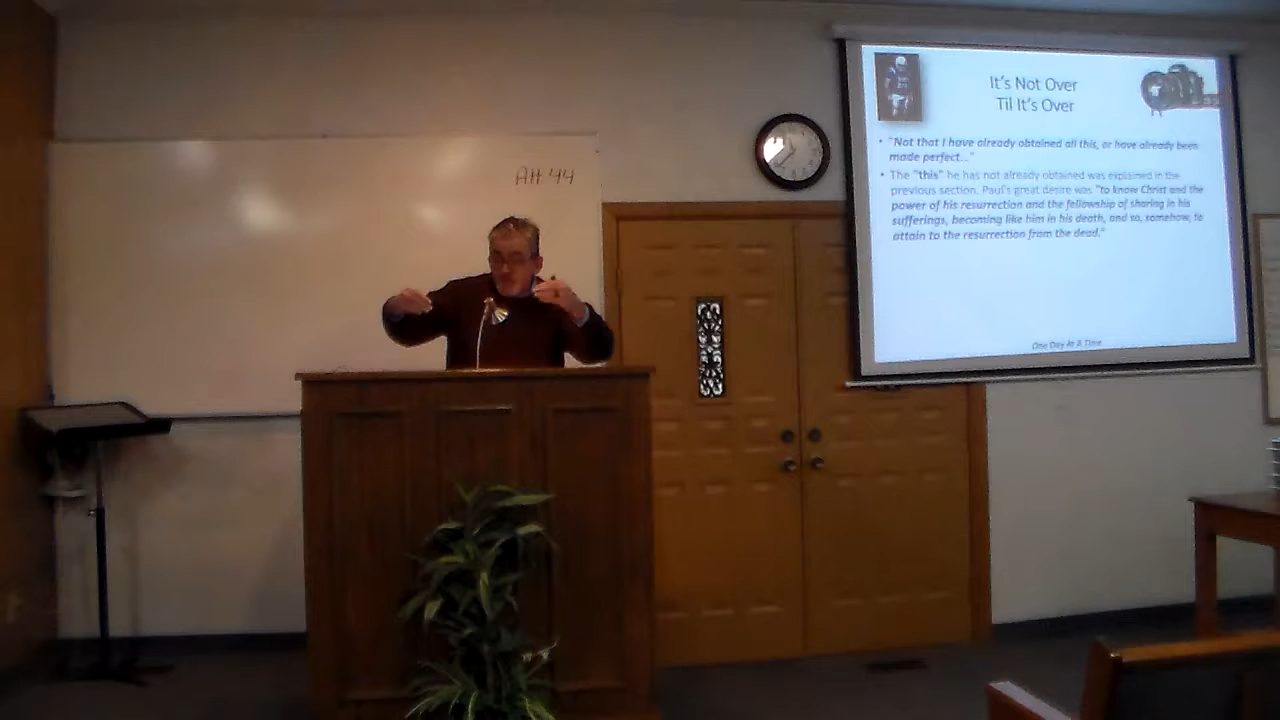 AH 44
It's Not Over
Til It's Over
• "Not that I have already obtained all this, or have already been
made perfect..."
• The "this" he has not already obtained was explained in the
previous section. Paul's great desire was "to know Christ and the
power of his resurrection and the fellowship of sharing in his
sufferings, becoming like him in his death, and so, somehow, to
attain to the resurrection from the dead."
One Day At A Time